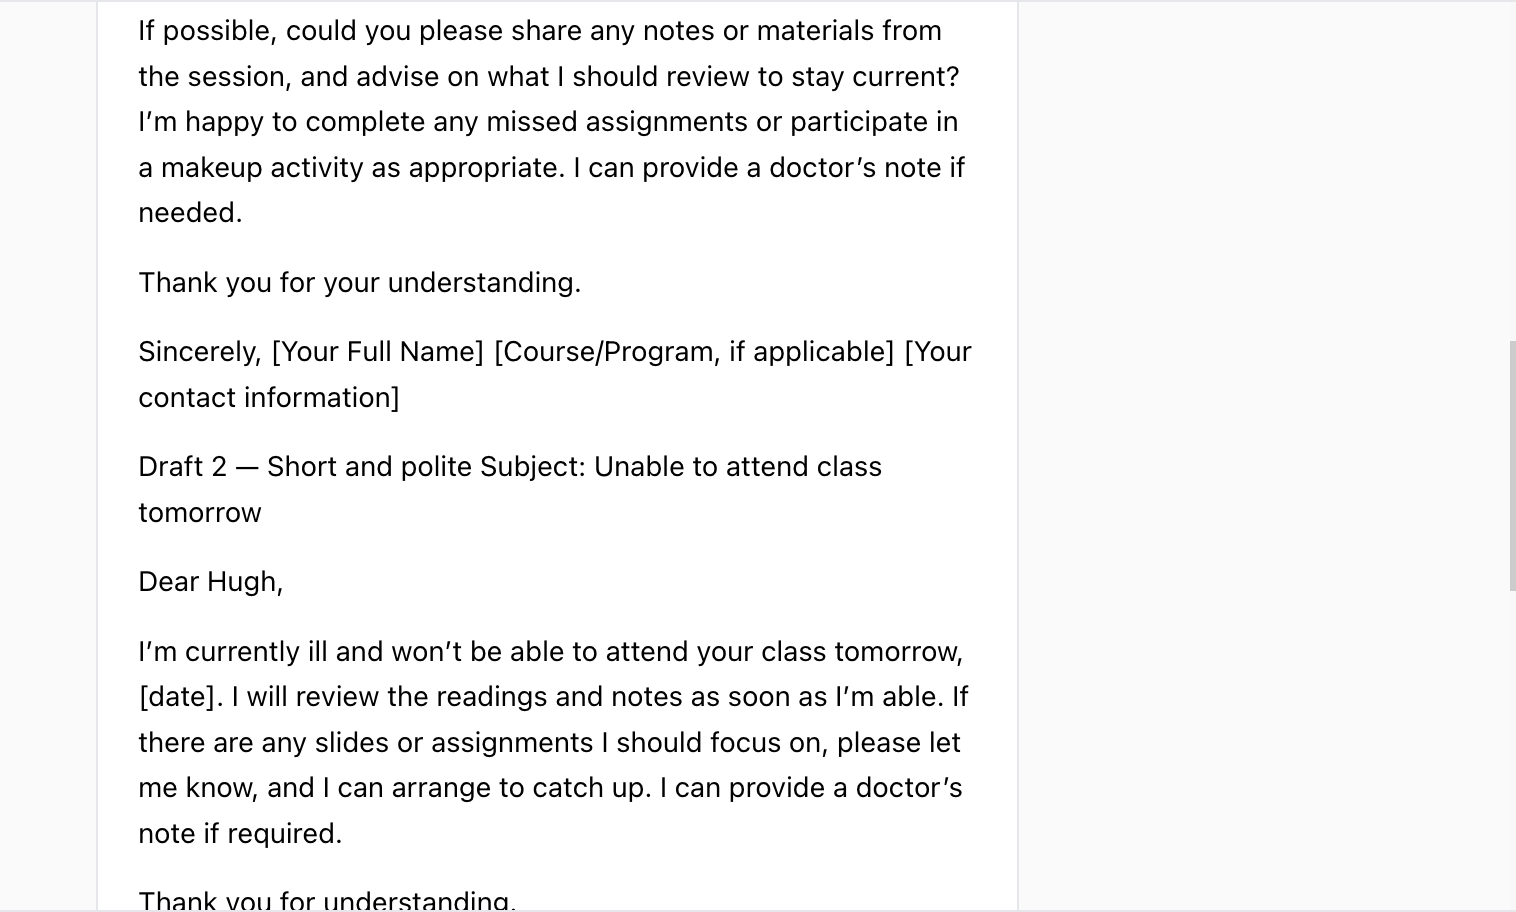 If possible, could you please share any notes or materials from
the session, and advise on what I should review to stay current?
I’m happy to complete any missed assignments or participate in
a makeup activity as appropriate. I can provide a doctor’s note if
needed.
Thank you for your understanding.
Sincerely, [Your Full Name] [Course/Program, if applicable] [Your
contact information]
Draft 2 — Short and polite Subject: Unable to attend class
tomorrow
Dear Hugh,
I’m currently ill and won’t be able to attend your class tomorrow,
[date]. I will review the readings and notes as soon as I’m able. If
there are any slides or assignments I should focus on, please let
me know, and I can arrange to catch up. I can provide a doctor’s
note if required.
Thank you for understanding.